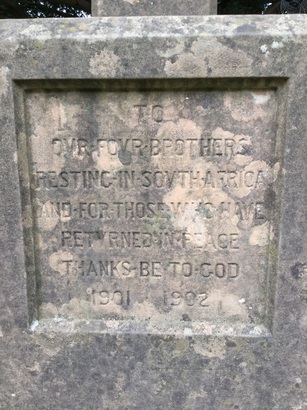 TO
OVR·FOVR·BROTHERS
RESTING·IN·SOVTH·AFRICA
AND·FOR·THOSE·WHO·HAVE
RETVRNED·IN·PEACE
THANKS·BE·TO·GOD
1901 1902